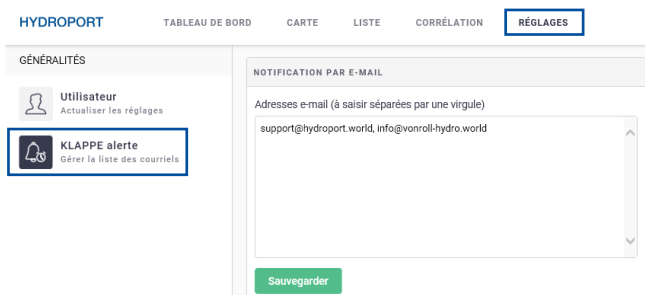 HYDROPORT TABLEAU DE BORD CARTE LISTE CORRÉLATION RÉGLAGES
GÉNÉRALITÉS
Utilisateur
Actualiser les réglages
KLAPPE alerte
Gérer la liste des courriels
NOTIFICATION PAR E-MAIL
Adresses e-mail (à saisir séparées par une virgule)
support@hydroport.world, info@vonroll-hydro.world
Sauvegarder